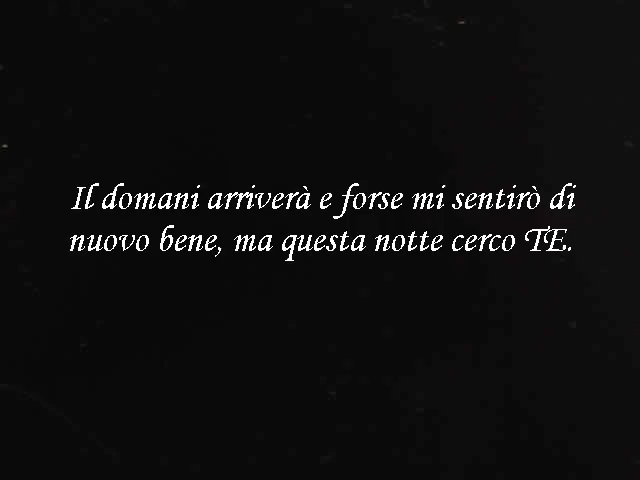 Il domani arriverà e forse mi sentirò di
nuovo bene, ma questa notte cerco TE.